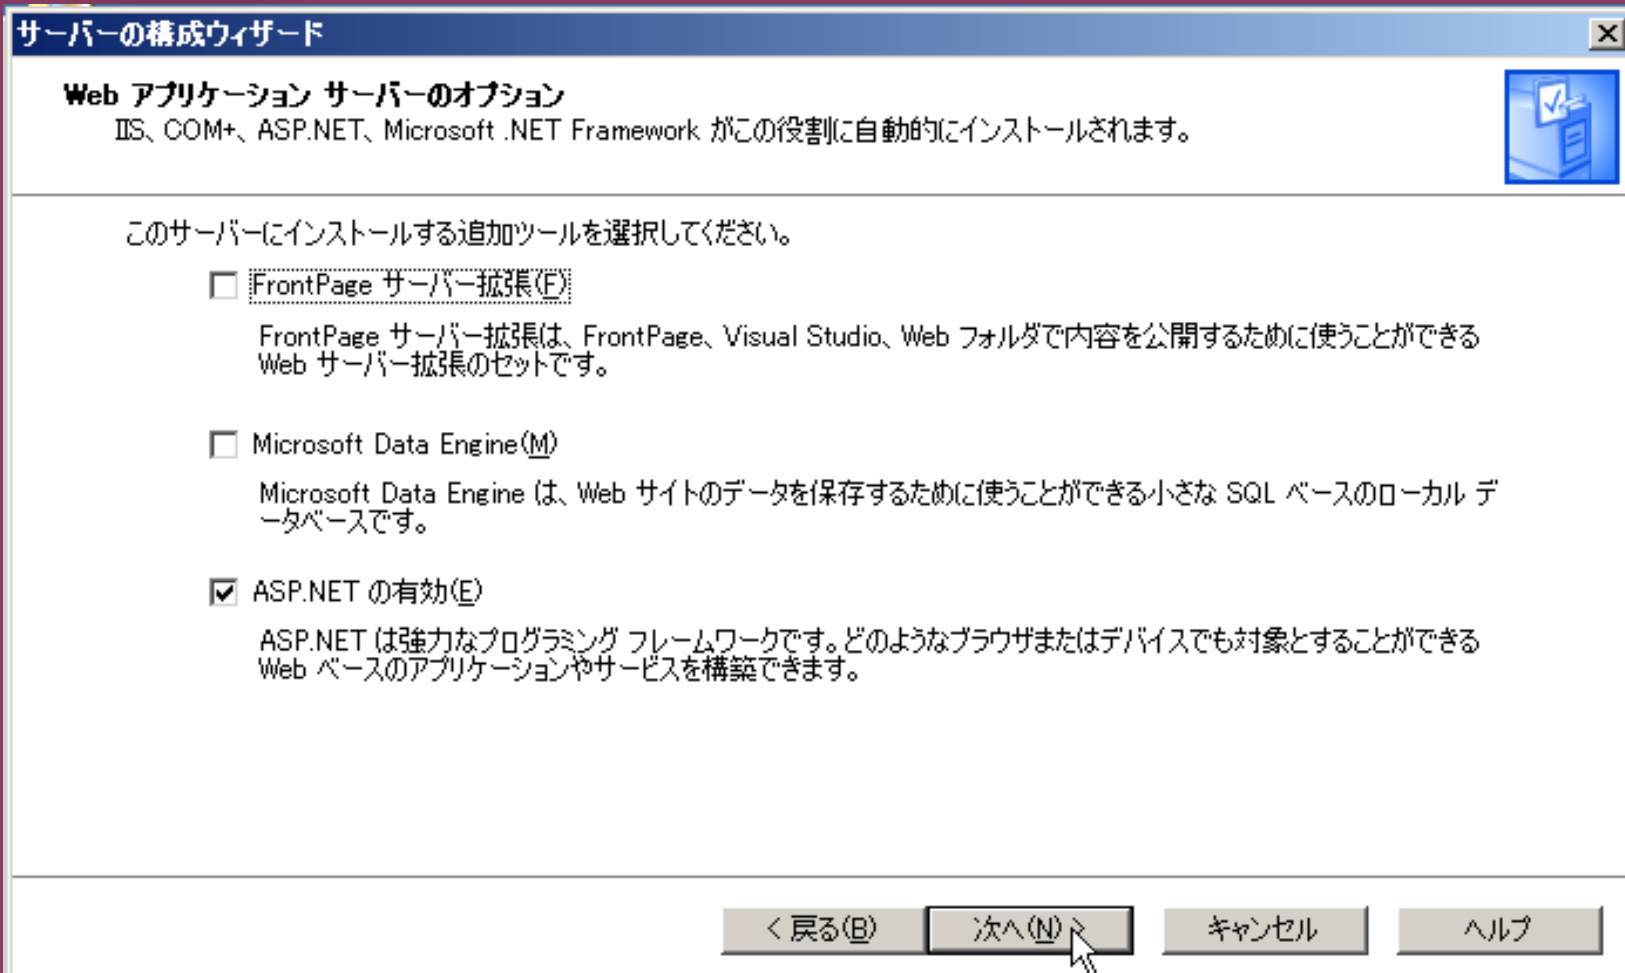 サーバーの構成ウィザード
Web アプリケーション サーバーのオプション
IIS、COM+、ASP.NET、Microsoft .NET Framework がこの役割に自動的にインストールされます。
このサーバーにインストールする追加ツールを選択してください。
FrontPage サーバー拡張(F)
FrontPage サーバー拡張は、FrontPage、Visual Studio、Web フォルダで内容を公開するために使うことができる
Web サーバー拡張のセットです。
Microsoft Data Engine(M)
Microsoft Data Engine は、Web サイトのデータを保存するために使うことができる小さな SQL ベースのローカル デ
ータベースです。
ASP.NET の有効(E)
ASP.NET は強力なプログラミング フレームワークです。どのようなブラウザまたはデバイスでも対象とすることができる
Web ベースのアプリケーションやサービスを構築できます。
< 戻る(B) 次へ(N) > キャンセル ヘルプ